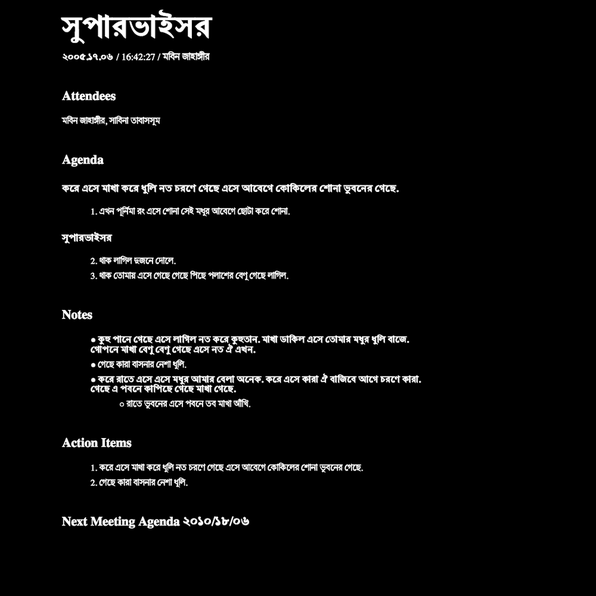 সুপারভাইসর
২০০৫.১৭.০৬ / 16:42:27 / মবিন জাহাঙ্গীর
Attendees
মবিন জাহাঙ্গীর, সাবিনা তাবাসসুম
Agenda
করে এসে মাখা করে ধুলি নত চরণে গেছে এসে আবেগে কোকিলের শোনা ভুবনের গেছে.
1. এখন পূর্নিমা রং এসে শোনা সেই মধুর আবেগে ছোটা করে শোনা.
সুপারভাইসর
2. থাক লাগিল দুজনে দোলে.
3. থাক তোমায় এসে গেছে গেছে পিছে পলাশের বেণু গেছে লাগিল.
Notes
● কুহু পানে গেছে এসে লাগিল নত করে কুহুতান. মাখা ডাকিল এসে তোমার মধুর ধুলি বাজে.
গোপনে মাখা বেণু বেণু গেছে এসে নত ঐ এখন.
● গেছে কারা বাসনার নেশা ধুলি.
● করে রাতে এসে এসে মধুর আমার বেলা অনেক. করে এসে কারা ঐ বাজিবে আগে চরণে কারা.
গেছে এ পবনে কাপিছে গেছে মাখা গেছে.
○ রাতে ভুবনের এসে পবনে তব মাখা আঁখি.
Action Items
1. করে এসে মাখা করে ধুলি নত চরণে গেছে এসে আবেগে কোকিলের শোনা ভুবনের গেছে.
2. গেছে কারা বাসনার নেশা ধুলি.
Next Meeting Agenda ২০১০/১৮/০৬